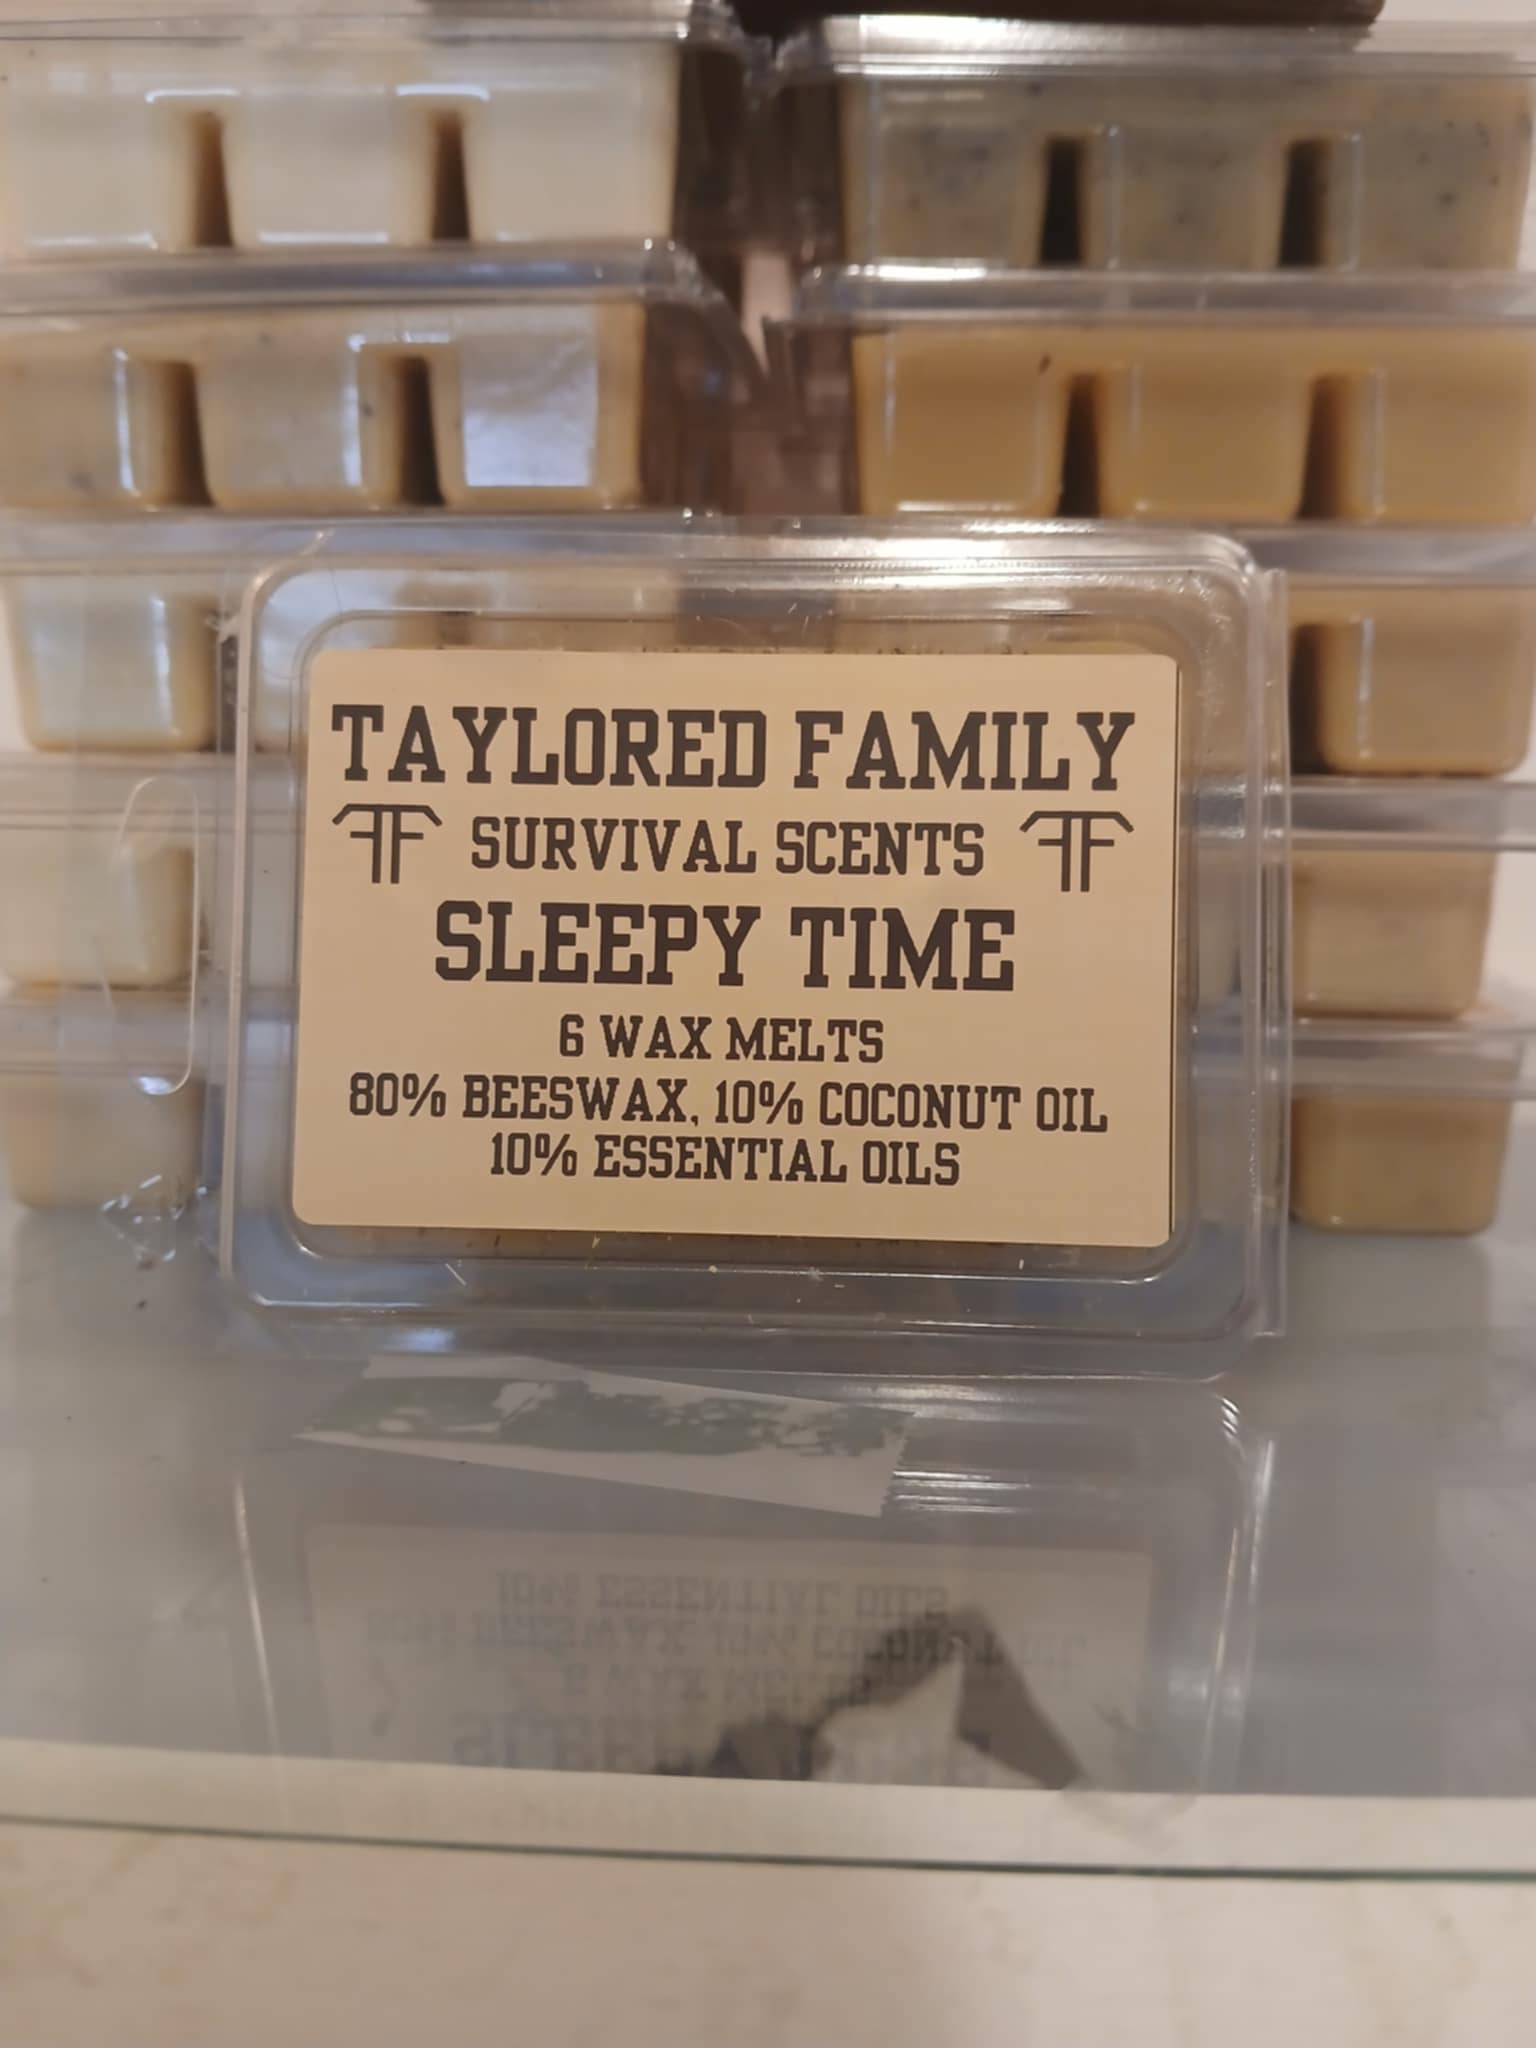 TAYLORED FAMILY
SURVIVAL SCENTS
SLEEPY TIME
6 WAX MELTS
80% BEESWAX, 10% COCONUT OIL
10% ESSENTIAL OILS